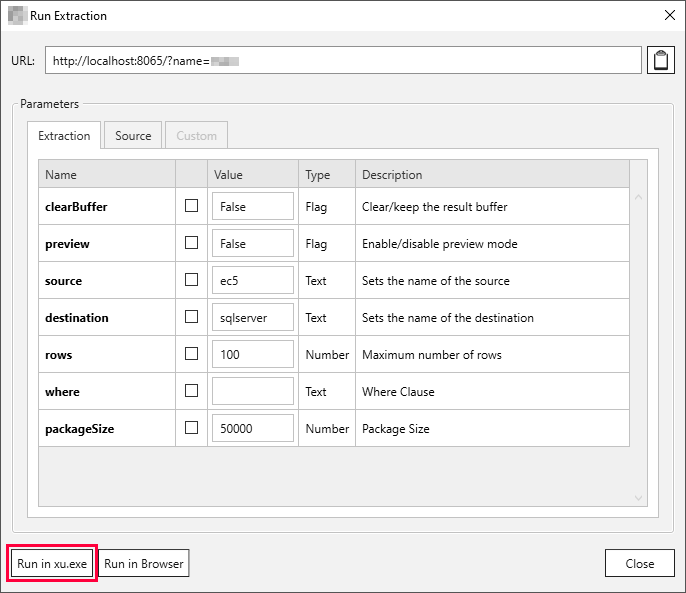 Run Extraction
URL: http://localhost:8065/?name=
Parameters
Extraction Source Custom
Name Value Type Description
clearBuffer False Flag Clear/keep the result buffer
preview False Flag Enable/disable preview mode
source ec5 Text Sets the name of the source
destination sqlserver Text Sets the name of the destination
rows 100 Number Maximum number of rows
where Text Where Clause
packageSize 50000 Number Package Size
Run in xu.exe Run in Browser Close